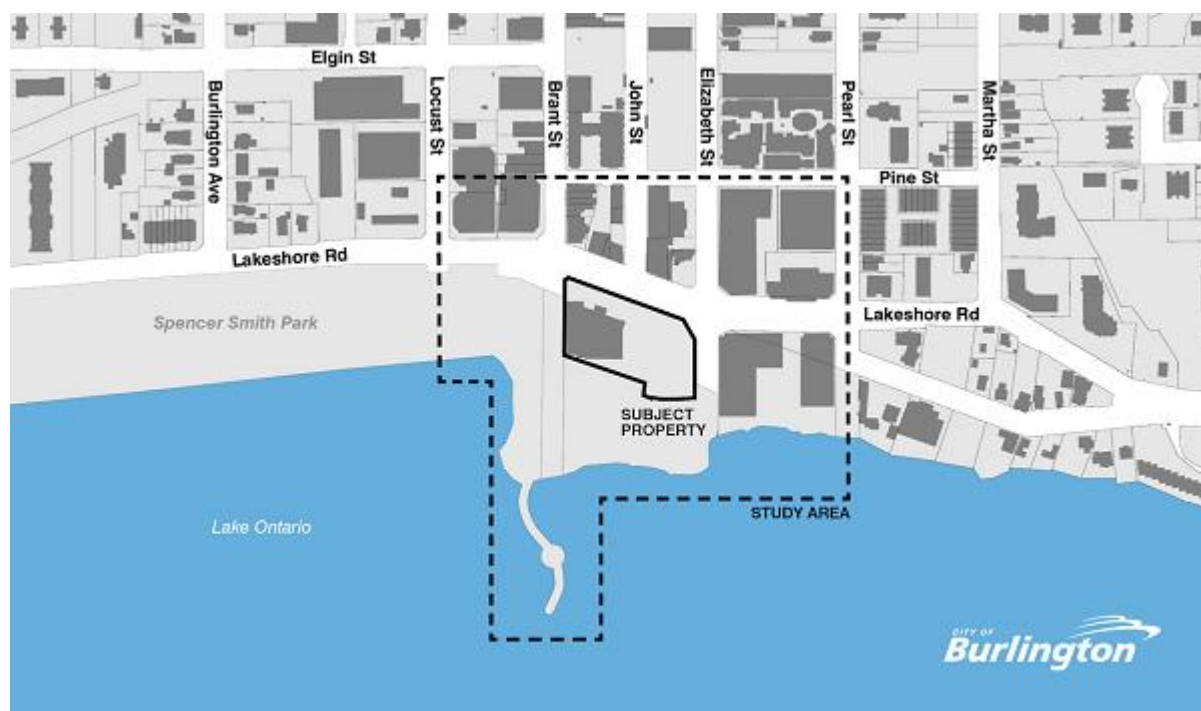 Elgin St
Burlington Ave
Locust St
Brant St
John St
Elizabeth St
Pearl St
Martha St
Pine St
Lakeshore Rd
Lakeshore Rd
Spencer Smith Park
SUBJECT
PROPERTY
STUDY AREA
Lake Ontario
CITY OF
Burlington